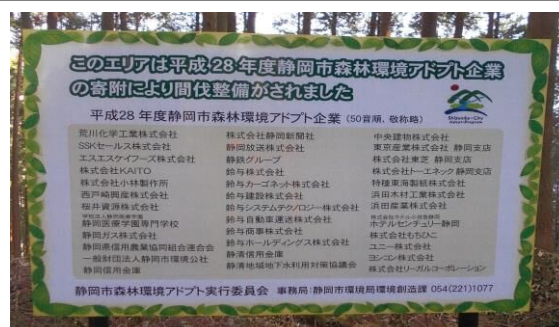 このエリアは平成28年度静岡市森林環境アドプト企業
の寄附により間伐整備がされました
平成28年度静岡市森林環境アドプト企業 (50音順、敬称略)
荒川化学工業株式会社
SSKセールス株式会社
エスエスケイフーズ株式会社
株式会社KAITO
株式会社小林製作所
西戸崎興産株式会社
桜井資源株式会社
学校法人静岡医療学園
静岡医療学園専門学校
静岡ガス株式会社
静岡県信用農業協同組合連合会
一般財団法人静岡市環境公社
静岡信用金庫
株式会社静岡新聞社
静岡放送株式会社
静鉄グループ
鈴与株式会社
鈴与カーゴネット株式会社
鈴与建設株式会社
鈴与システムテクノロジー株式会社
鈴与自動車運送株式会社
鈴与商事株式会社
鈴与ホールディングス株式会社
静清信用金庫
静清地域地下水利用対策協議会
中央建物株式会社
東京産業株式会社 静岡支店
株式会社東芝 静岡支店
株式会社トーエネック静岡支店
特種東海製紙株式会社
浜田木材工業株式会社
浜田産業株式会社
ホテルセンチュリー静岡
株式会社もちひこ
ユニー株式会社
ヨシコン株式会社
株式会社リーガルコーポレーション
静岡市森林環境アドプト実行委員会 事務局:静岡市環境局環境創造課 054(221)1077